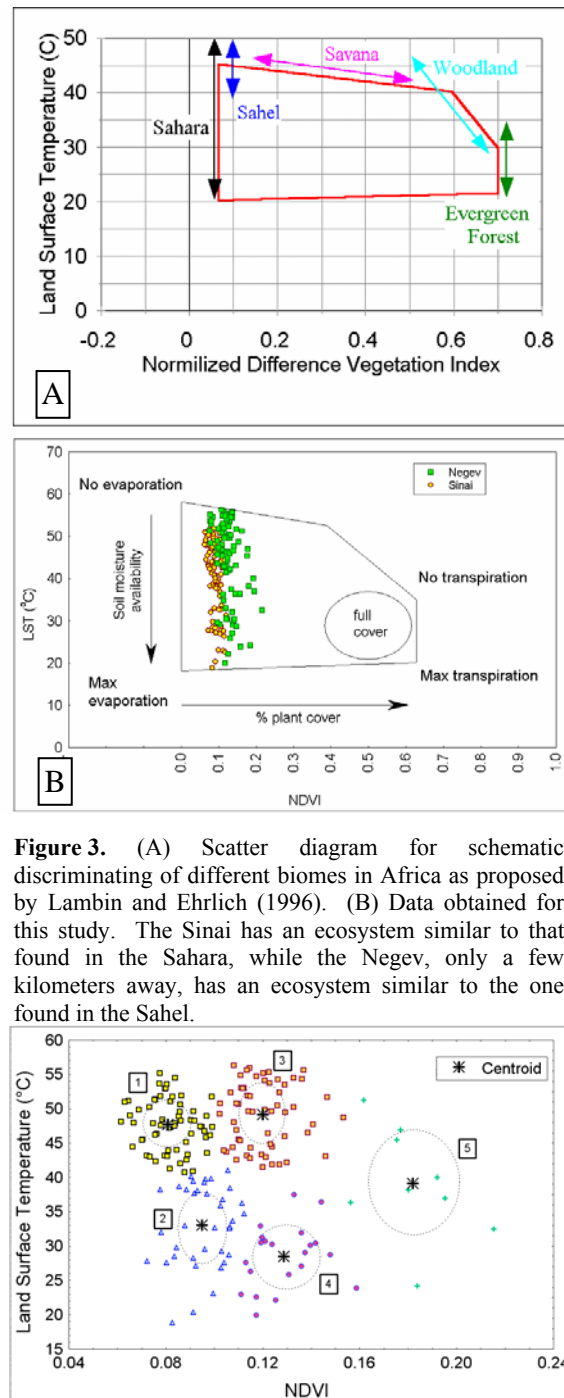 50
40
30
20
10
0
Land Surface Temperature (C)
Savana
Woodland
Sahel
Sahara
Evergreen
Forest
-0.2
0
0.2
0.4
0.6
0.8
Normilized Difference Vegetation Index
A
70
60
50
40
30
20
10
0
LST (°C)
No evaporation
Negev
Sinai
Soil moisture
availability
No transpiration
full
cover
Max
evaporation
Max transpiration
% plant cover
0.0
0.1
0.2
0.3
0.4
0.5
0.6
0.7
0.8
0.9
1.0
NDVI
B
Figure 3. (A) Scatter diagram for schematic
discriminating of different biomes in Africa as proposed
by Lambin and Ehrlich (1996). (B) Data obtained for
this study. The Sinai has an ecosystem similar to that
found in the Sahara, while the Negev, only a few
kilometers away, has an ecosystem similar to the one
found in the Sahel.
60
55
50
45
40
35
30
25
20
15
Land Surface Temperature (°C)
1
3
Centroid
5
2
4
0.04
0.08
0.12
0.16
0.20
0.24
NDVI